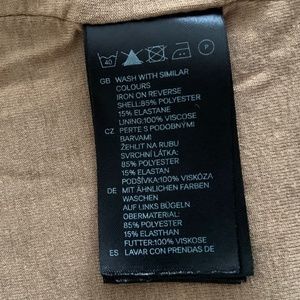 40 P
GB WASH WITH SIMILAR
COLOURS
IRON ON REVERSE
SHELL:85% POLYESTER
15% ELASTANE
LINING:100% VISCOSE
CZ PERTE S PODOBNÝMI
BARVAMI
ŽEHLIT NA RUBU
SVRCHNÍ LÁTKA:
85% POLYESTER
15% ELASTAN
PODŠÍVKA:100% VISKÓZA
DE MIT ÄHNLICHEN FARBEN
WASCHEN
AUF LINKS BÜGELN
OBERMATERIAL:
85% POLYESTER
15% ELASTHAN
FUTTER:100% VISKOSE
ES LAVAR CON PRENDAS DE